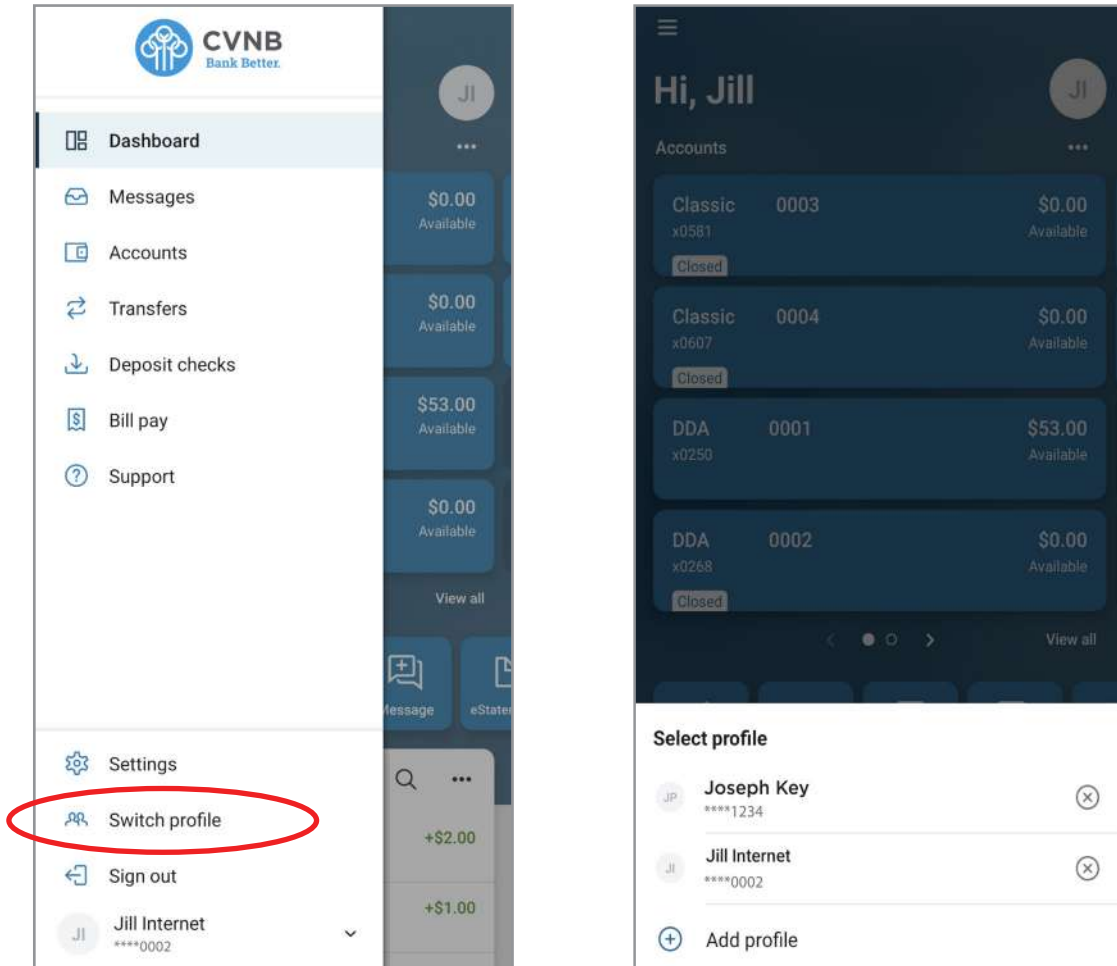 CVNB
Bank Better.
JI
Dashboard
Messages
$0.00
Available
Accounts
Transfers
$0.00
Available
Deposit checks
Bill pay
$53.00
Available
Support
$0.00
Available
View all
Message
eState
Settings
Switch profile
+$2.00
Sign out
+$1.00
JI
Jill Internet
****0002
Hi, Jill
JI
Accounts
Classic 0003 $0.00
x0581 Available
Closed
Classic 0004 $0.00
x0607 Available
Closed
DDA 0001 $53.00
x0250 Available
DDA 0002 $0.00
x0268 Available
Closed
View all
Select profile
JP
Joseph Key
****1234
JI
Jill Internet
****0002
Add profile